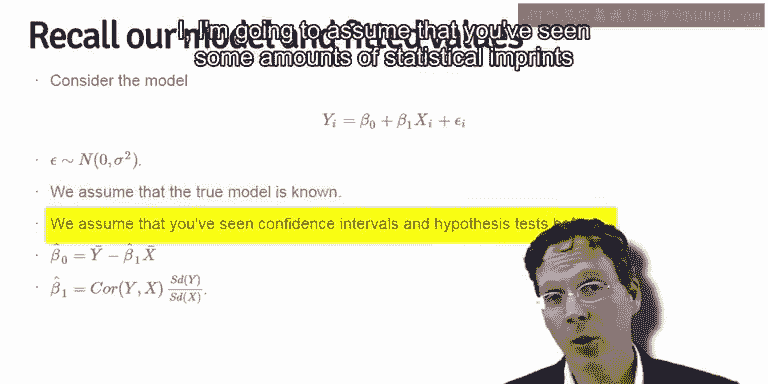 Recall our model and fitted values
I, I'm going to assume that you've seen
some amounts of statistical imprints
· Consider the model
Yᵢ = β₀ + β₁Xᵢ + ϵᵢ
· ϵ ∼ N(0, σ²).
· We assume that the true model is known.
· We assume that you've seen confidence intervals and hypothesis tests
· β̂₀ = Ȳ − β̂₁X̄
· β̂₁ = Cor(Y, X) Sd(Y)/Sd(X).